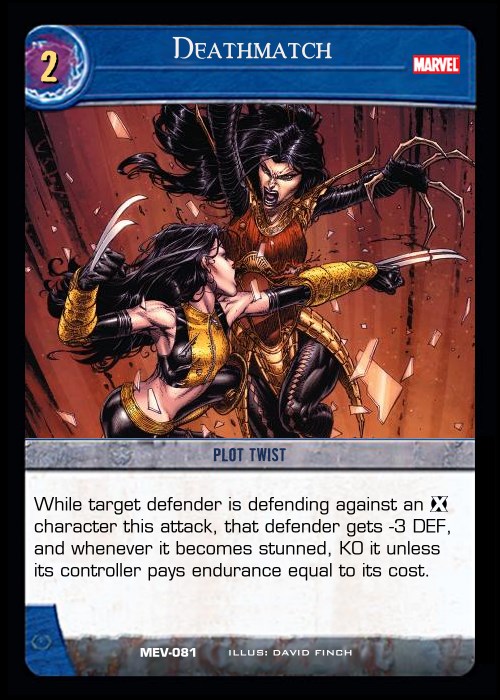 DEATHMATCH
2
MARVEL
PLOT TWIST
While target defender is defending against an X
character this attack, that defender gets -3 DEF,
and whenever it becomes stunned, KO it unless
its controller pays endurance equal to its cost.
MEV-081 ILLUS: DAVID FINCH